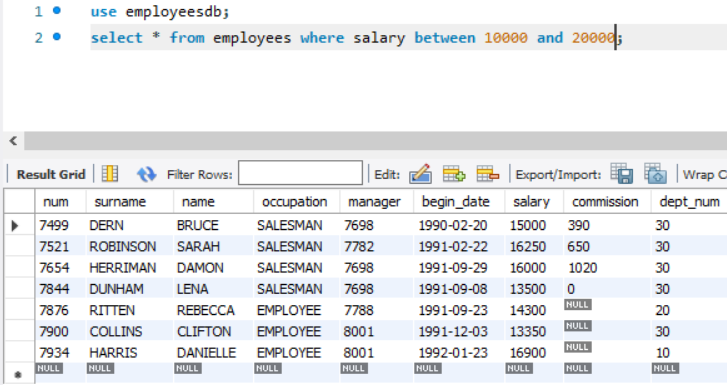 1 use employeesdb;
2 select * from employees where salary between 10000 and 20000;
Result Grid Filter Rows: Edit: Export/Import: Wrap C
num surname name occupation manager begin_date salary commission dept_num
7499 DERN BRUCE SALESMAN 7698 1990-02-20 15000 390 30
7521 ROBINSON SARAH SALESMAN 7782 1991-02-22 16250 650 30
7654 HERRIMAN DAMON SALESMAN 7698 1991-09-29 16000 1020 30
7844 DUNHAM LENA SALESMAN 7698 1991-09-08 13500 0 30
7876 RITTEN REBECCA EMPLOYEE 7788 1991-09-23 14300 NULL 20
7900 COLLINS CLIFTON EMPLOYEE 8001 1991-12-03 13350 NULL 30
7934 HARRIS DANIELLE EMPLOYEE 8001 1992-01-23 16900 NULL 10
NULL NULL NULL NULL NULL NULL NULL NULL NULL